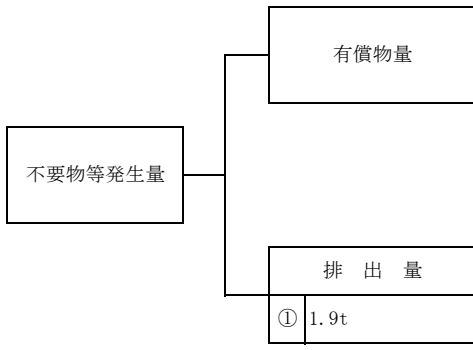 有償物量
不要物等発生量
排 出 量
① 1.9t